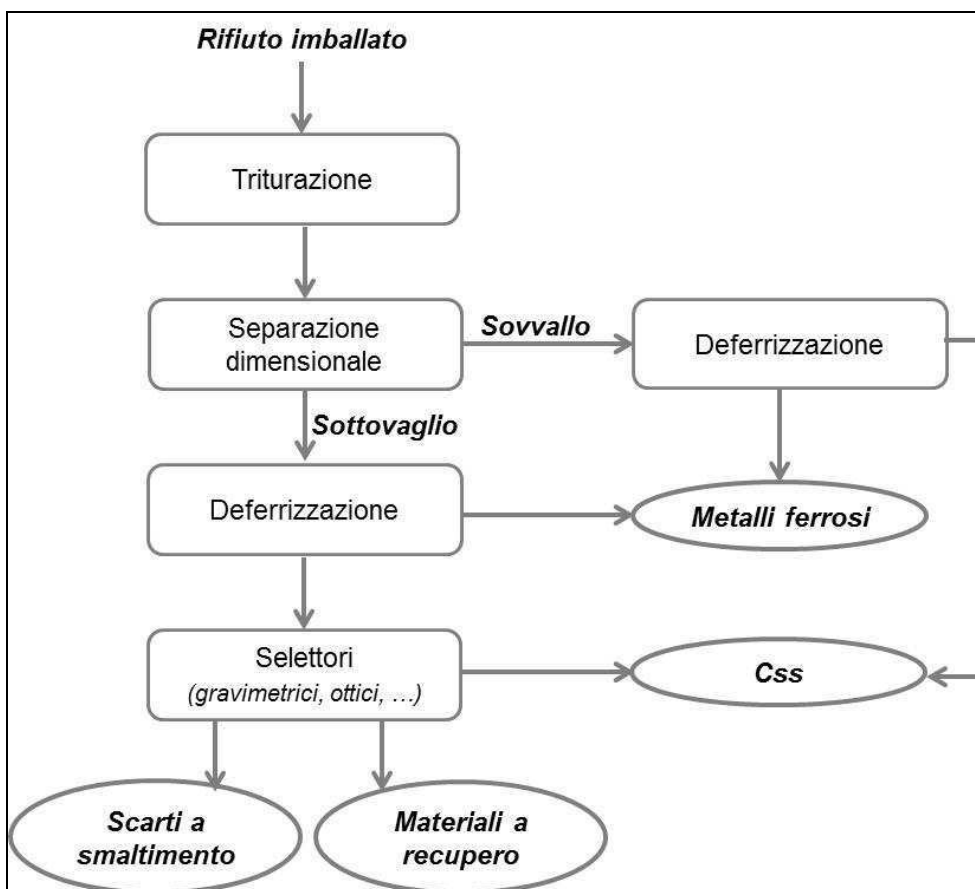 Rifiuto imballato
Triturazione
Separazione
dimensionale
Sovvallo
Deferrizzazione
Sottovaglio
Deferrizzazione
Metalli ferrosi
Selettori
(gravimetrici, ottici, …)
Css
Scarti a
smaltimento
Materiali a
recupero